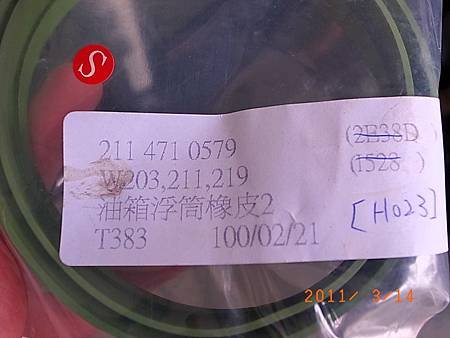 S
211 471 0579 (2E38D )
W203,211,219 (1528 )
油箱浮筒橡皮2 [H023]
T383 100/02/21
2011/ 3/14